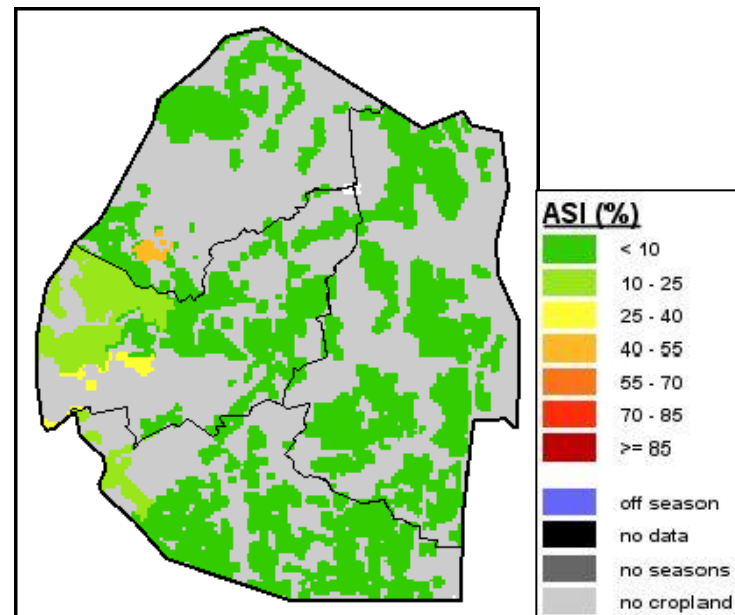 ASI (%)
< 10
10 - 25
25 - 40
40 - 55
55 - 70
70 - 85
>= 85
off season
no data
no seasons
no cropland